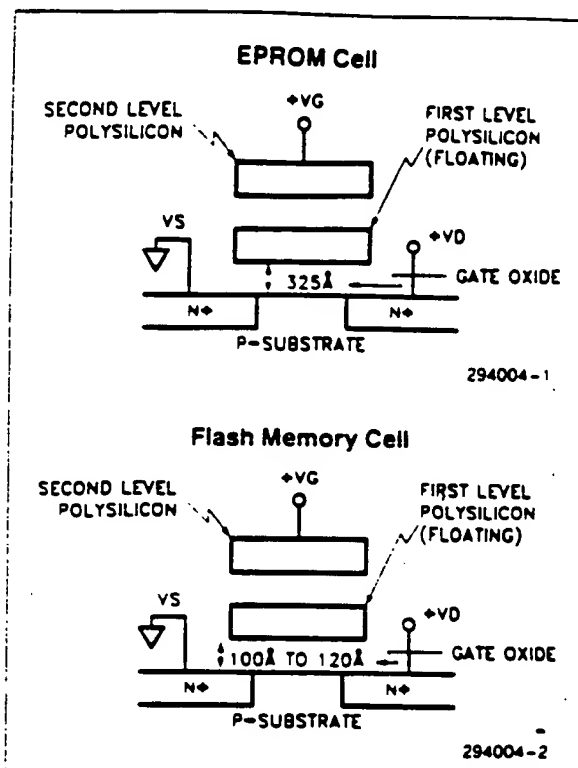 EPROM Cell
SECOND LEVEL
POLYSILICON
+VG
FIRST LEVEL
POLYSILICON
(FLOATING)
VS
+VD
325Å
GATE OXIDE
N+
N+
P-SUBSTRATE
294004-1
Flash Memory Cell
SECOND LEVEL
POLYSILICON
+VG
FIRST LEVEL
POLYSILICON
(FLOATING)
VS
+VD
100Å TO 120Å
GATE OXIDE
N+
N+
P-SUBSTRATE
294004-2